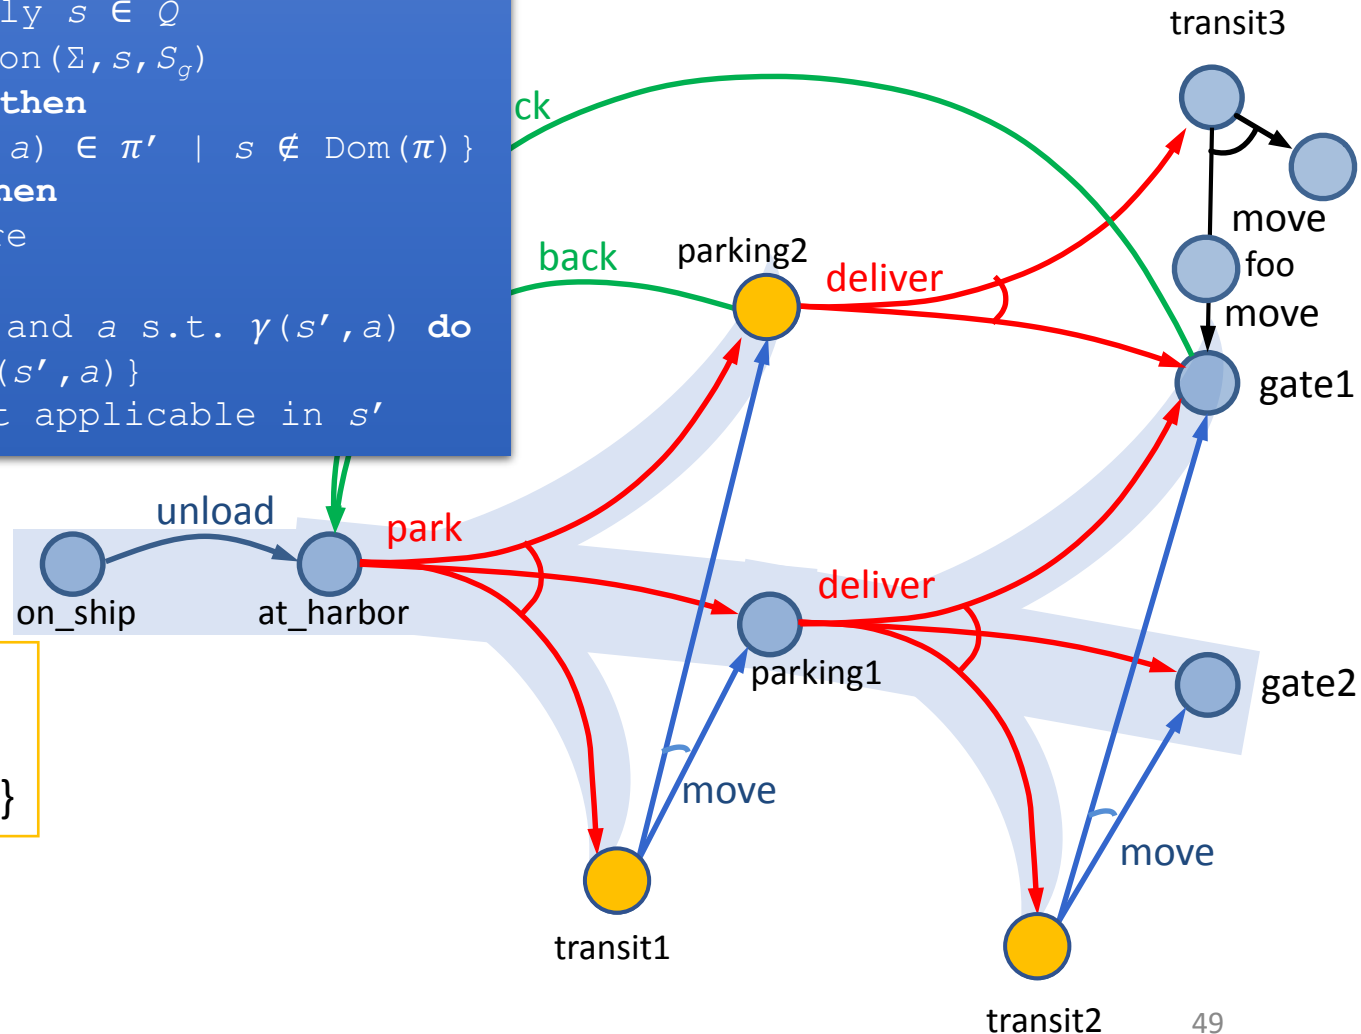 ly s ∈ Q
on(Σ,s,S_g)
then
a) ∈ π′ | s ∉ Dom(π)}
hen
re
and a s.t. γ(s′,a) do
(s′,a)}
t applicable in s′
ck
back
transit3
move
foo
move
parking2
deliver
gate1
unload
park
on_ship
at_harbor
deliver
parking1
gate2
}
move
move
transit1
transit2
49